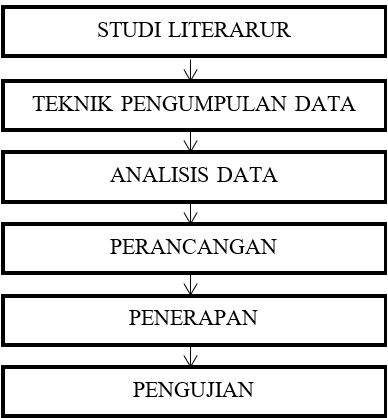 STUDI LITERARUR
TEKNIK PENGUMPULAN DATA
ANALISIS DATA
PERANCANGAN
PENERAPAN
PENGUJIAN